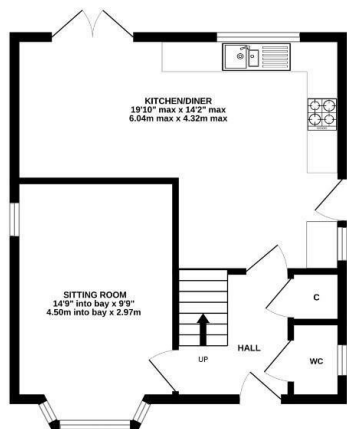 KITCHEN/DINER
19'10" max x 14'2" max
6.04m max x 4.32m max
SITTING ROOM
14'9" into bay x 9'9"
4.50m into bay x 2.97m
C
HALL
UP
WC